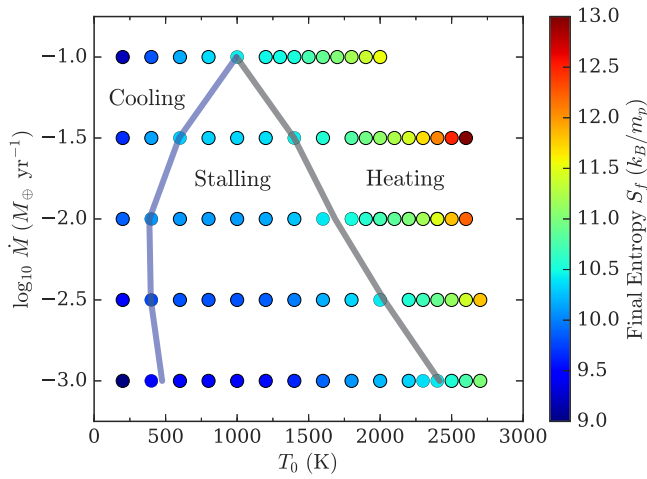 −1.0
−1.5
−2.0
−2.5
−3.0
log₁₀ Ṁ (M⊕ yr⁻¹)
Cooling
Stalling
Heating
0 500 1000 1500 2000 2500 3000
T₀ (K)
13.0
12.5
12.0
11.5
11.0
10.5
10.0
9.5
9.0
Final Entropy S_f (k_B/m_p)